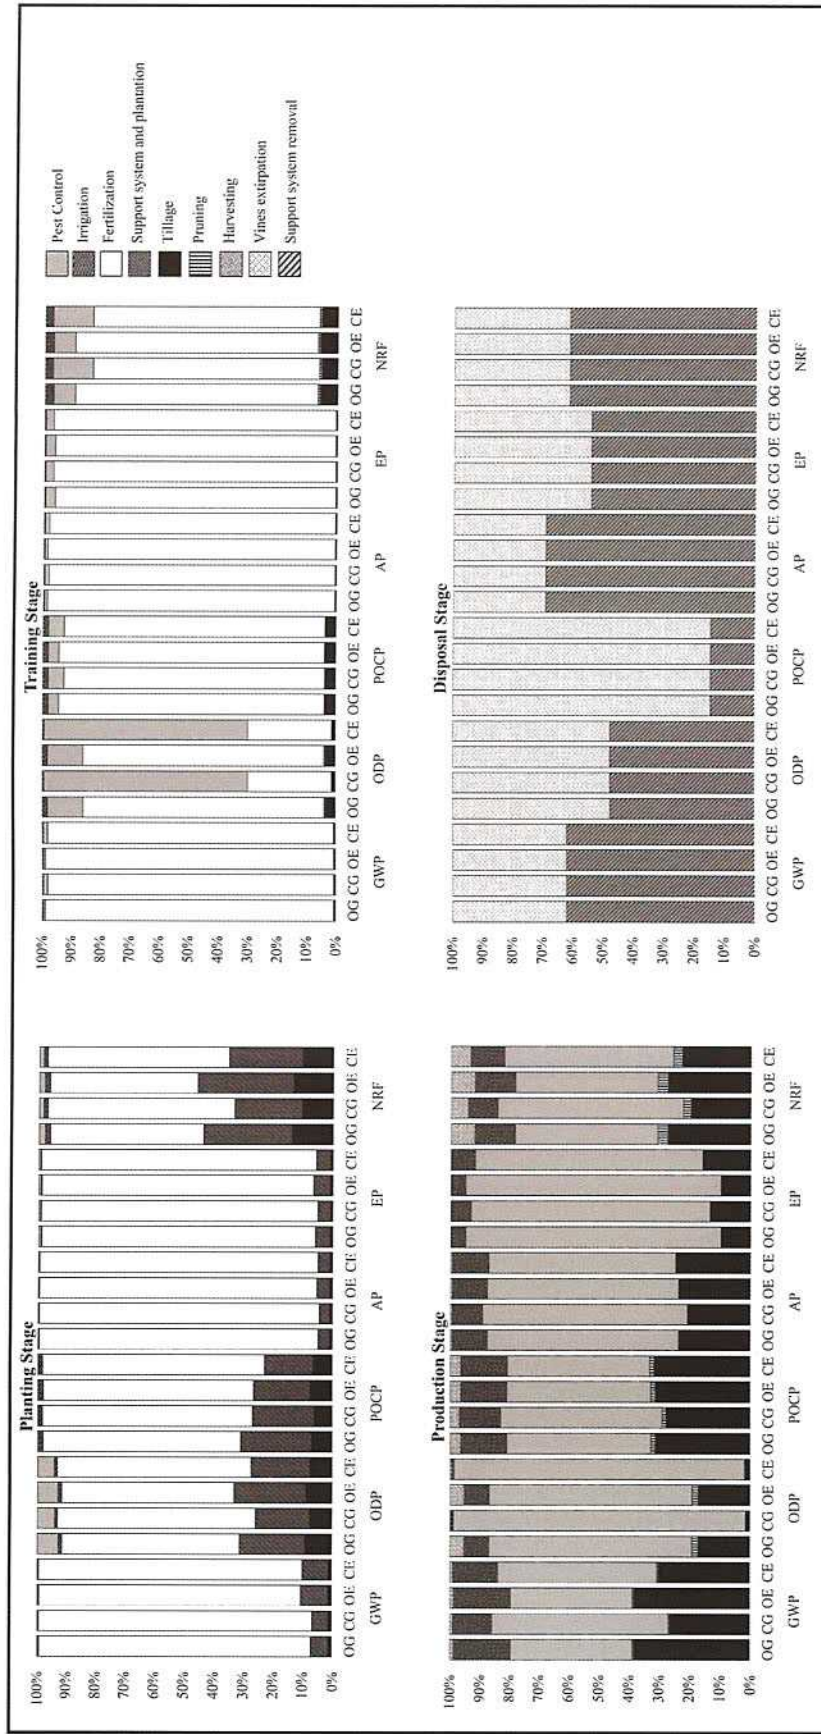 Planting Stage
100%
90%
80%
70%
60%
50%
40%
30%
20%
10%
0%
OG CG OE CE OG CG OE CE OG CG OE CE OG CG OE CE OG CG OE CE OG CG OE CE
GWP ODP POCP AP EP NRF
Training Stage
100%
90%
80%
70%
60%
50%
40%
30%
20%
10%
0%
OG CG OE CE OG CG OE CE OG CG OE CE OG CG OE CE OG CG OE CE OG CG OE CE
GWP ODP POCP AP EP NRF
Pest Control
Irrigation
Fertilization
Support system and plantation
Tillage
Pruning
Harvesting
Vines extirpation
Support system removal
Production Stage
100%
90%
80%
70%
60%
50%
40%
30%
20%
10%
0%
OG CG OE CE OG CG OE CE OG CG OE CE OG CG OE CE OG CG OE CE OG CG OE CE
GWP ODP POCP AP EP NRF
Disposal Stage
100%
90%
80%
70%
60%
50%
40%
30%
20%
10%
0%
OG CG OE CE OG CG OE CE OG CG OE CE OG CG OE CE OG CG OE CE OG CG OE CE
GWP ODP POCP AP EP NRF